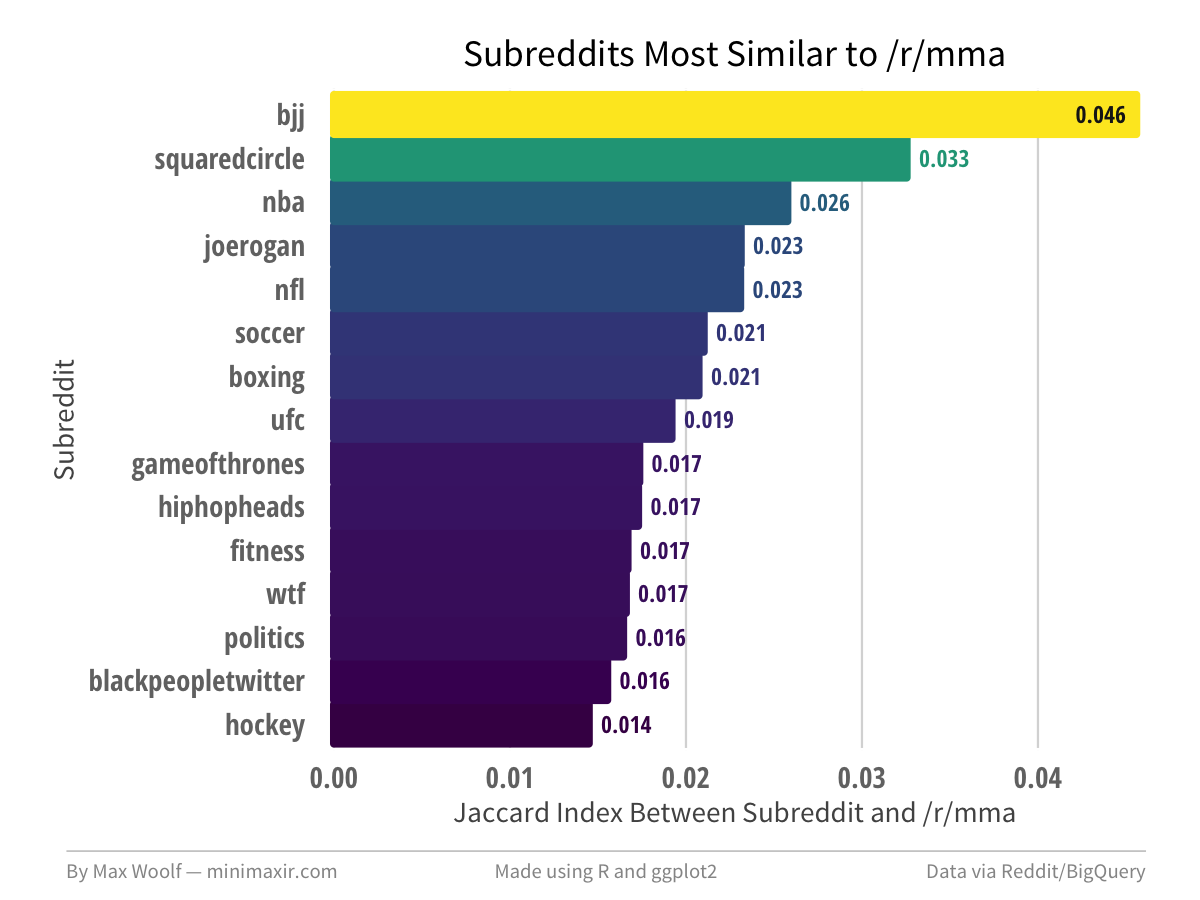 Subreddits Most Similar to /r/mma
bjj 0.046
squaredcircle 0.033
nba 0.026
joerogan 0.023
nfl 0.023
soccer 0.021
boxing 0.021
ufc 0.019
gameofthrones 0.017
hiphopheads 0.017
fitness 0.017
wtf 0.017
politics 0.016
blackpeopletwitter 0.016
hockey 0.014
Subreddit
0.00 0.01 0.02 0.03 0.04
Jaccard Index Between Subreddit and /r/mma
By Max Woolf — minimaxir.com Made using R and ggplot2 Data via Reddit/BigQuery